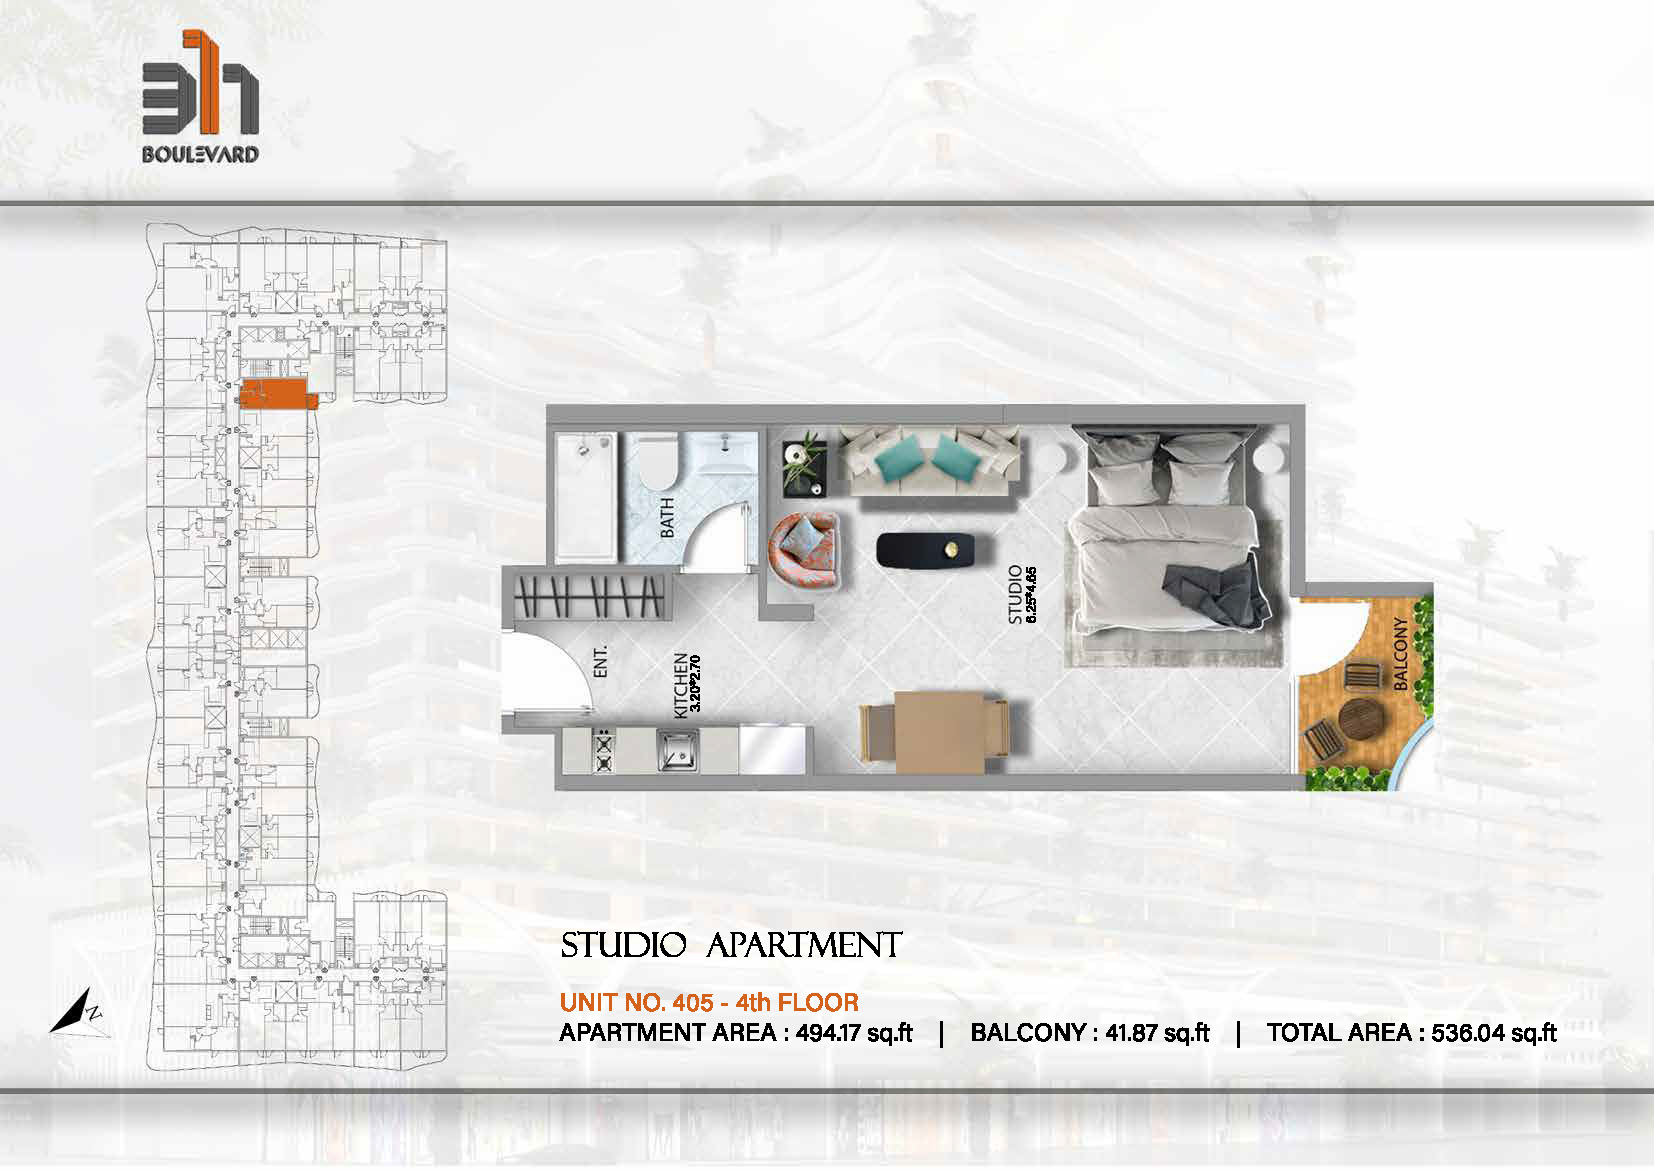 BOULEVARD
BATH
STUDIO
6.25*4.65
ENT.
KITCHEN
3.20*2.70
BALCONY
STUDIO APARTMENT
UNIT NO. 405 - 4th FLOOR
APARTMENT AREA : 494.17 sq.ft | BALCONY : 41.87 sq.ft | TOTAL AREA : 536.04 sq.ft
N